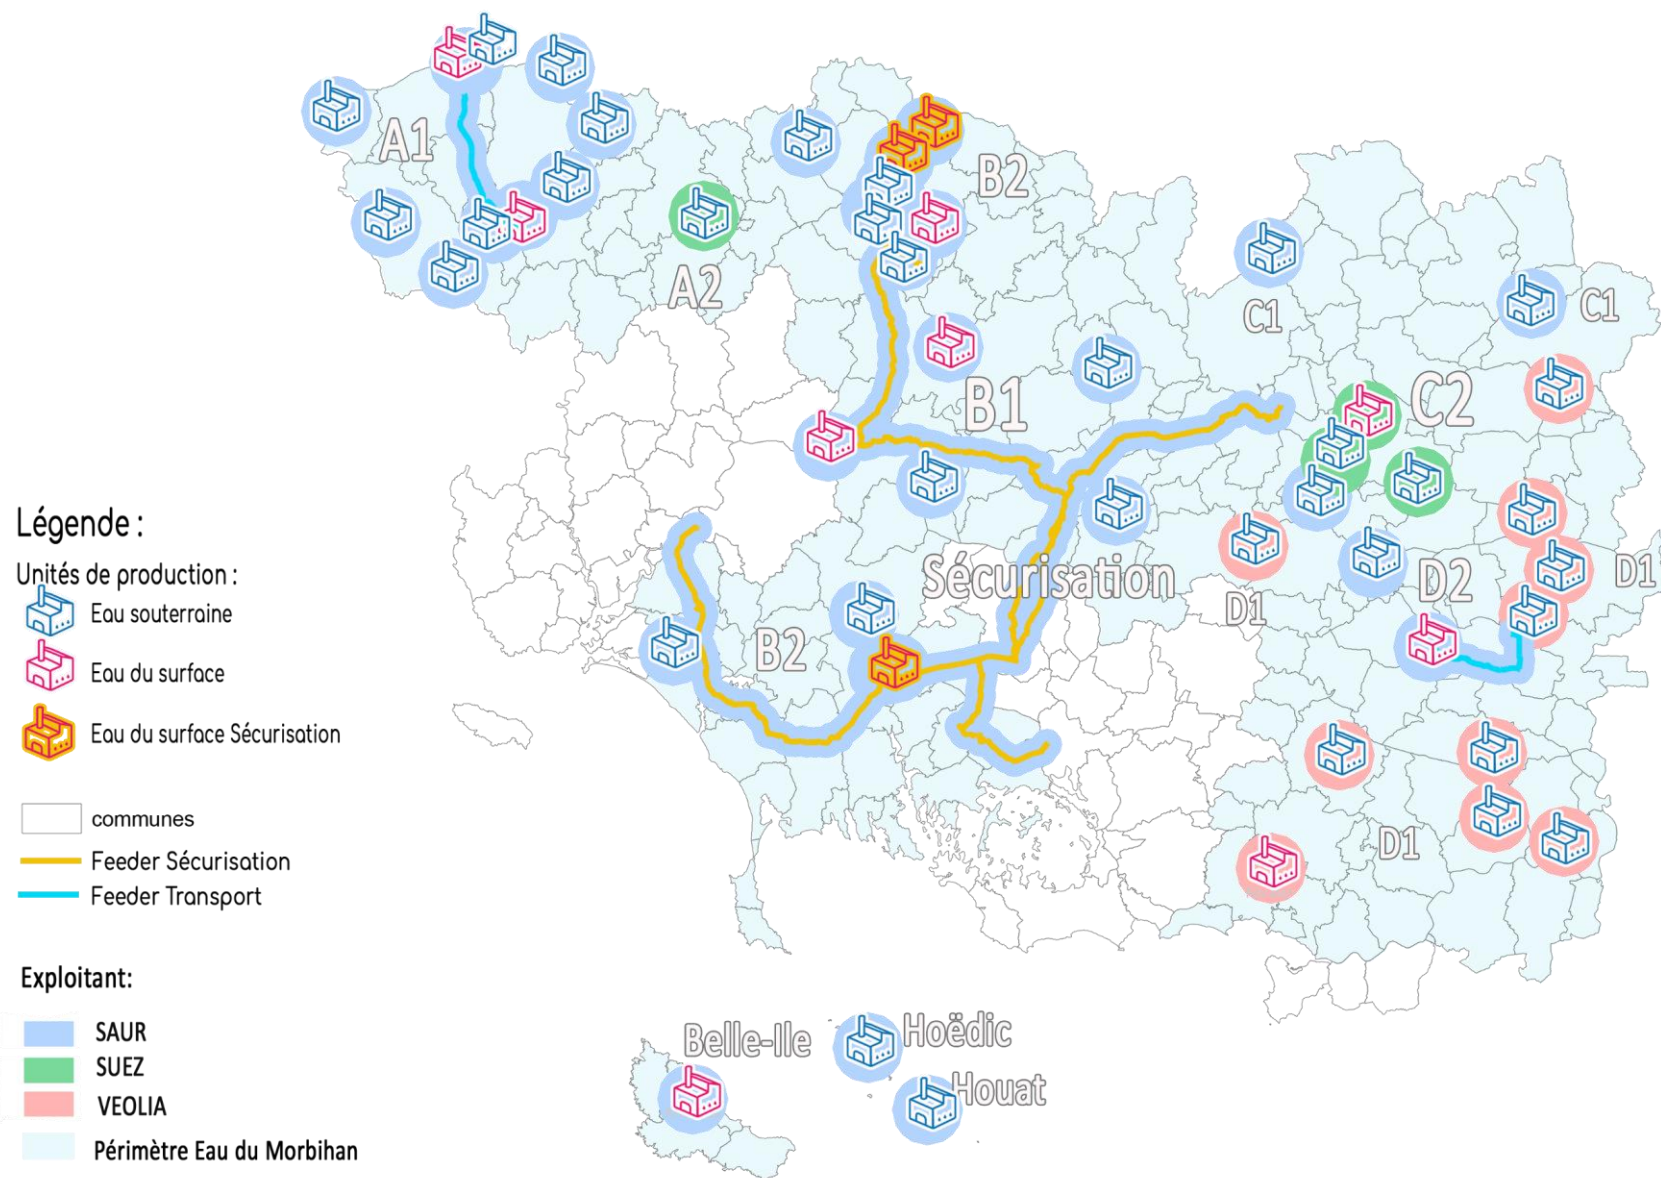 A1
A2
B2
B1
C1
C1
C2
Sécurisation
D1
D2
D1
B2
D1
Belle-Ile
Hoëdic
Houat
Légende :
Unités de production :
Eau souterraine
Eau du surface
Eau du surface Sécurisation
communes
Feeder Sécurisation
Feeder Transport
Exploitant:
SAUR
SUEZ
VEOLIA
Périmètre Eau du Morbihan